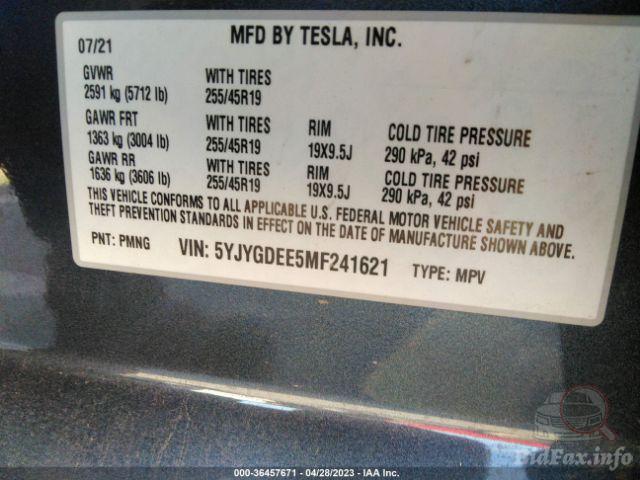 07/21 MFD BY TESLA, INC.
GVWR WITH TIRES
2591 kg (5712 lb) 255/45R19
GAWR FRT WITH TIRES RIM COLD TIRE PRESSURE
1363 kg (3004 lb) 255/45R19 19X9.5J 290 kPa, 42 psi
GAWR RR WITH TIRES RIM COLD TIRE PRESSURE
1636 kg (3606 lb) 255/45R19 19X9.5J 290 kPa, 42 psi
THIS VEHICLE CONFORMS TO ALL APPLICABLE U.S. FEDERAL MOTOR VEHICLE SAFETY AND
THEFT PREVENTION STANDARDS IN EFFECT ON THE DATE OF MANUFACTURE SHOWN ABOVE.
PNT: PMNG VIN: 5YJYGDEE5MF241621 TYPE: MPV
BidFax.info
000-36457671 - 04/28/2023 - IAA Inc.